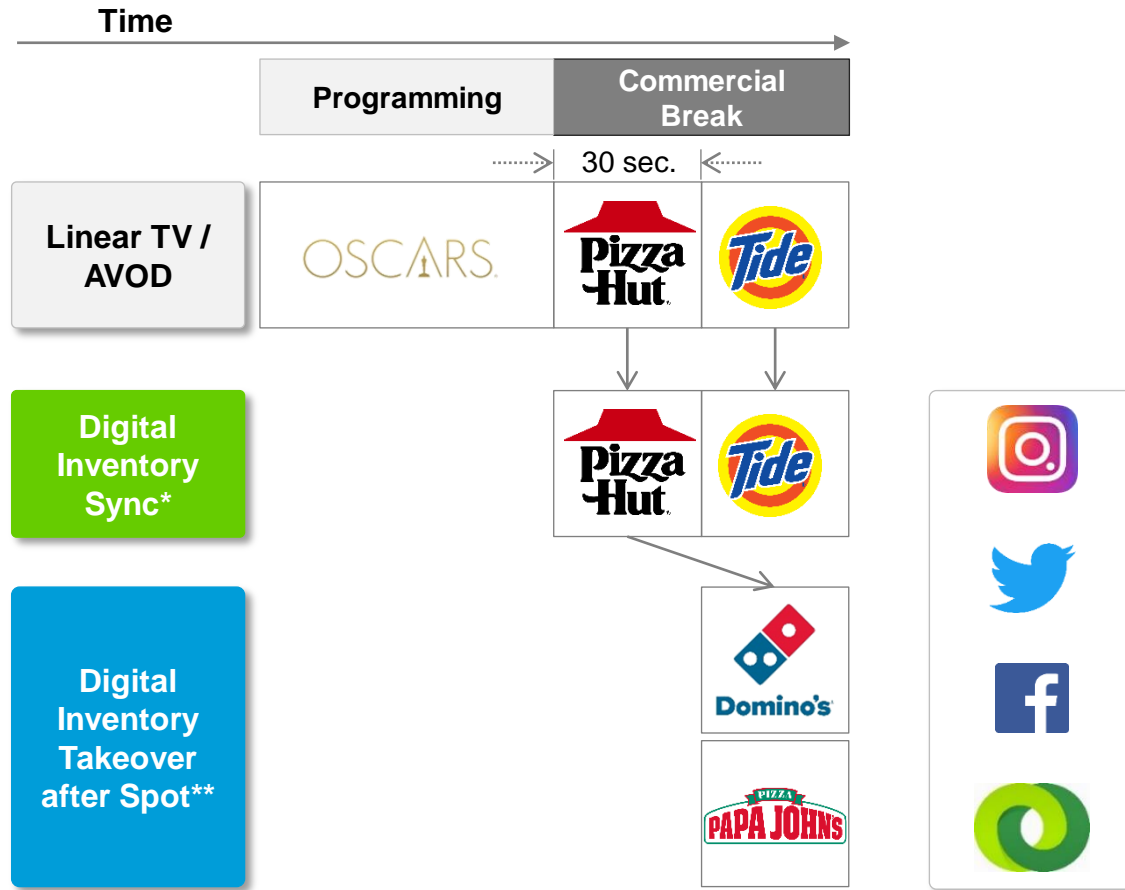 Time
Programming
Commercial
Break
30 sec.
Linear TV /
AVOD
OSCARS
Pizza
Hut
Tide
Digital
Inventory
Sync*
Pizza
Hut
Tide
Digital
Inventory
Takeover
after Spot**
Domino's
PIZZA
PAPA JOHNS
f